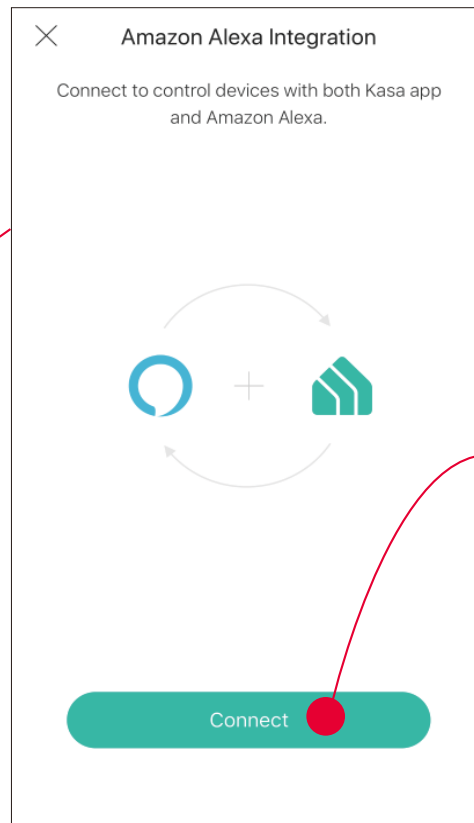 Amazon Alexa Integration
Connect to control devices with both Kasa app
and Amazon Alexa.
Connect